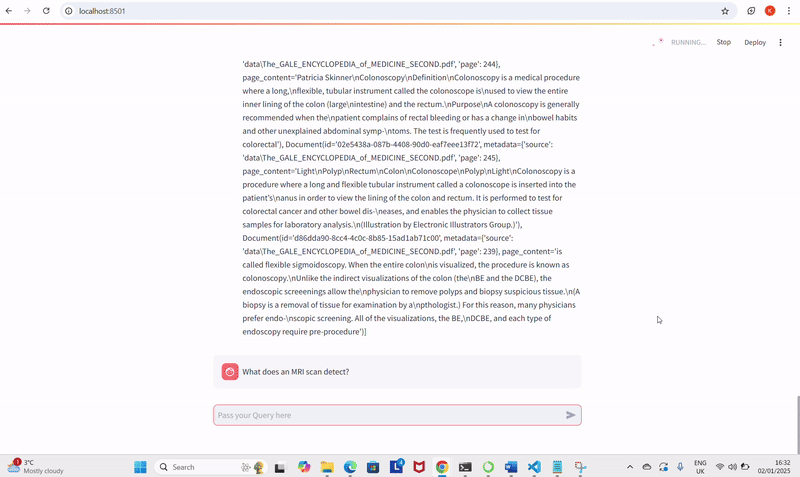 localhost:8501
K
RUNNING...
Stop
Deploy
'data\The_GALE_ENCYCLOPEDIA_of_MEDICINE_SECOND.pdf', 'page': 244},
page_content='Patricia Skinner\nColonoscopy\nDefinition\nColonoscopy is a medical procedure
where a long,\nflexible, tubular instrument called the colonoscope is\nused to view the entire
inner lining of the colon (large\nintestine) and the rectum.\nPurpose\nA colonoscopy is generally
recommended when the\npatient complains of rectal bleeding or has a change in\nbowel habits
and other unexplained abdominal symp-\ntoms. The test is frequently used to test for
colorectal'), Document(id='02e5438a-087b-4408-90d0-eaf7eee13f72', metadata={'source':
'data\The_GALE_ENCYCLOPEDIA_of_MEDICINE_SECOND.pdf', 'page': 245},
page_content='Light\nPolyp\nRectum\nColon\nColonoscope\nPolyp\nLight\nColonoscopy is a
procedure where a long and flexible tubular instrument called a colonoscope is inserted into the
patient's\nanus in order to view the lining of the colon and rectum. It is performed to test for
colorectal cancer and other bowel dis-\neases, and enables the physician to collect tissue
samples for laboratory analysis.\n(Illustration by Electronic Illustrators Group.)'),
Document(id='d86dda90-8cc4-4c0c-8b85-15ad1ab71c00', metadata={'source':
'data\The_GALE_ENCYCLOPEDIA_of_MEDICINE_SECOND.pdf', 'page': 239}, page_content='is
called flexible sigmoidoscopy. When the entire colon\nis visualized, the procedure is known as
colonoscopy.\nUnlike the indirect visualizations of the colon (the\nBE and the DCBE), the
endoscopic screeenings allow the\nphysician to remove polyps and biopsy suspicious tissue.\n(A
biopsy is a removal of tissue for examination by a\npthologist.) For this reason, many physicians
prefer endo-\nscopic screening. All of the visualizations, the BE,\nDCBE, and each type of
endoscopy require pre-procedure')]
What does an MRI scan detect?
Pass your Query here
1
3°C
Mostly cloudy
Search
L
4
W
ENG
UK
16:32
02/01/2025